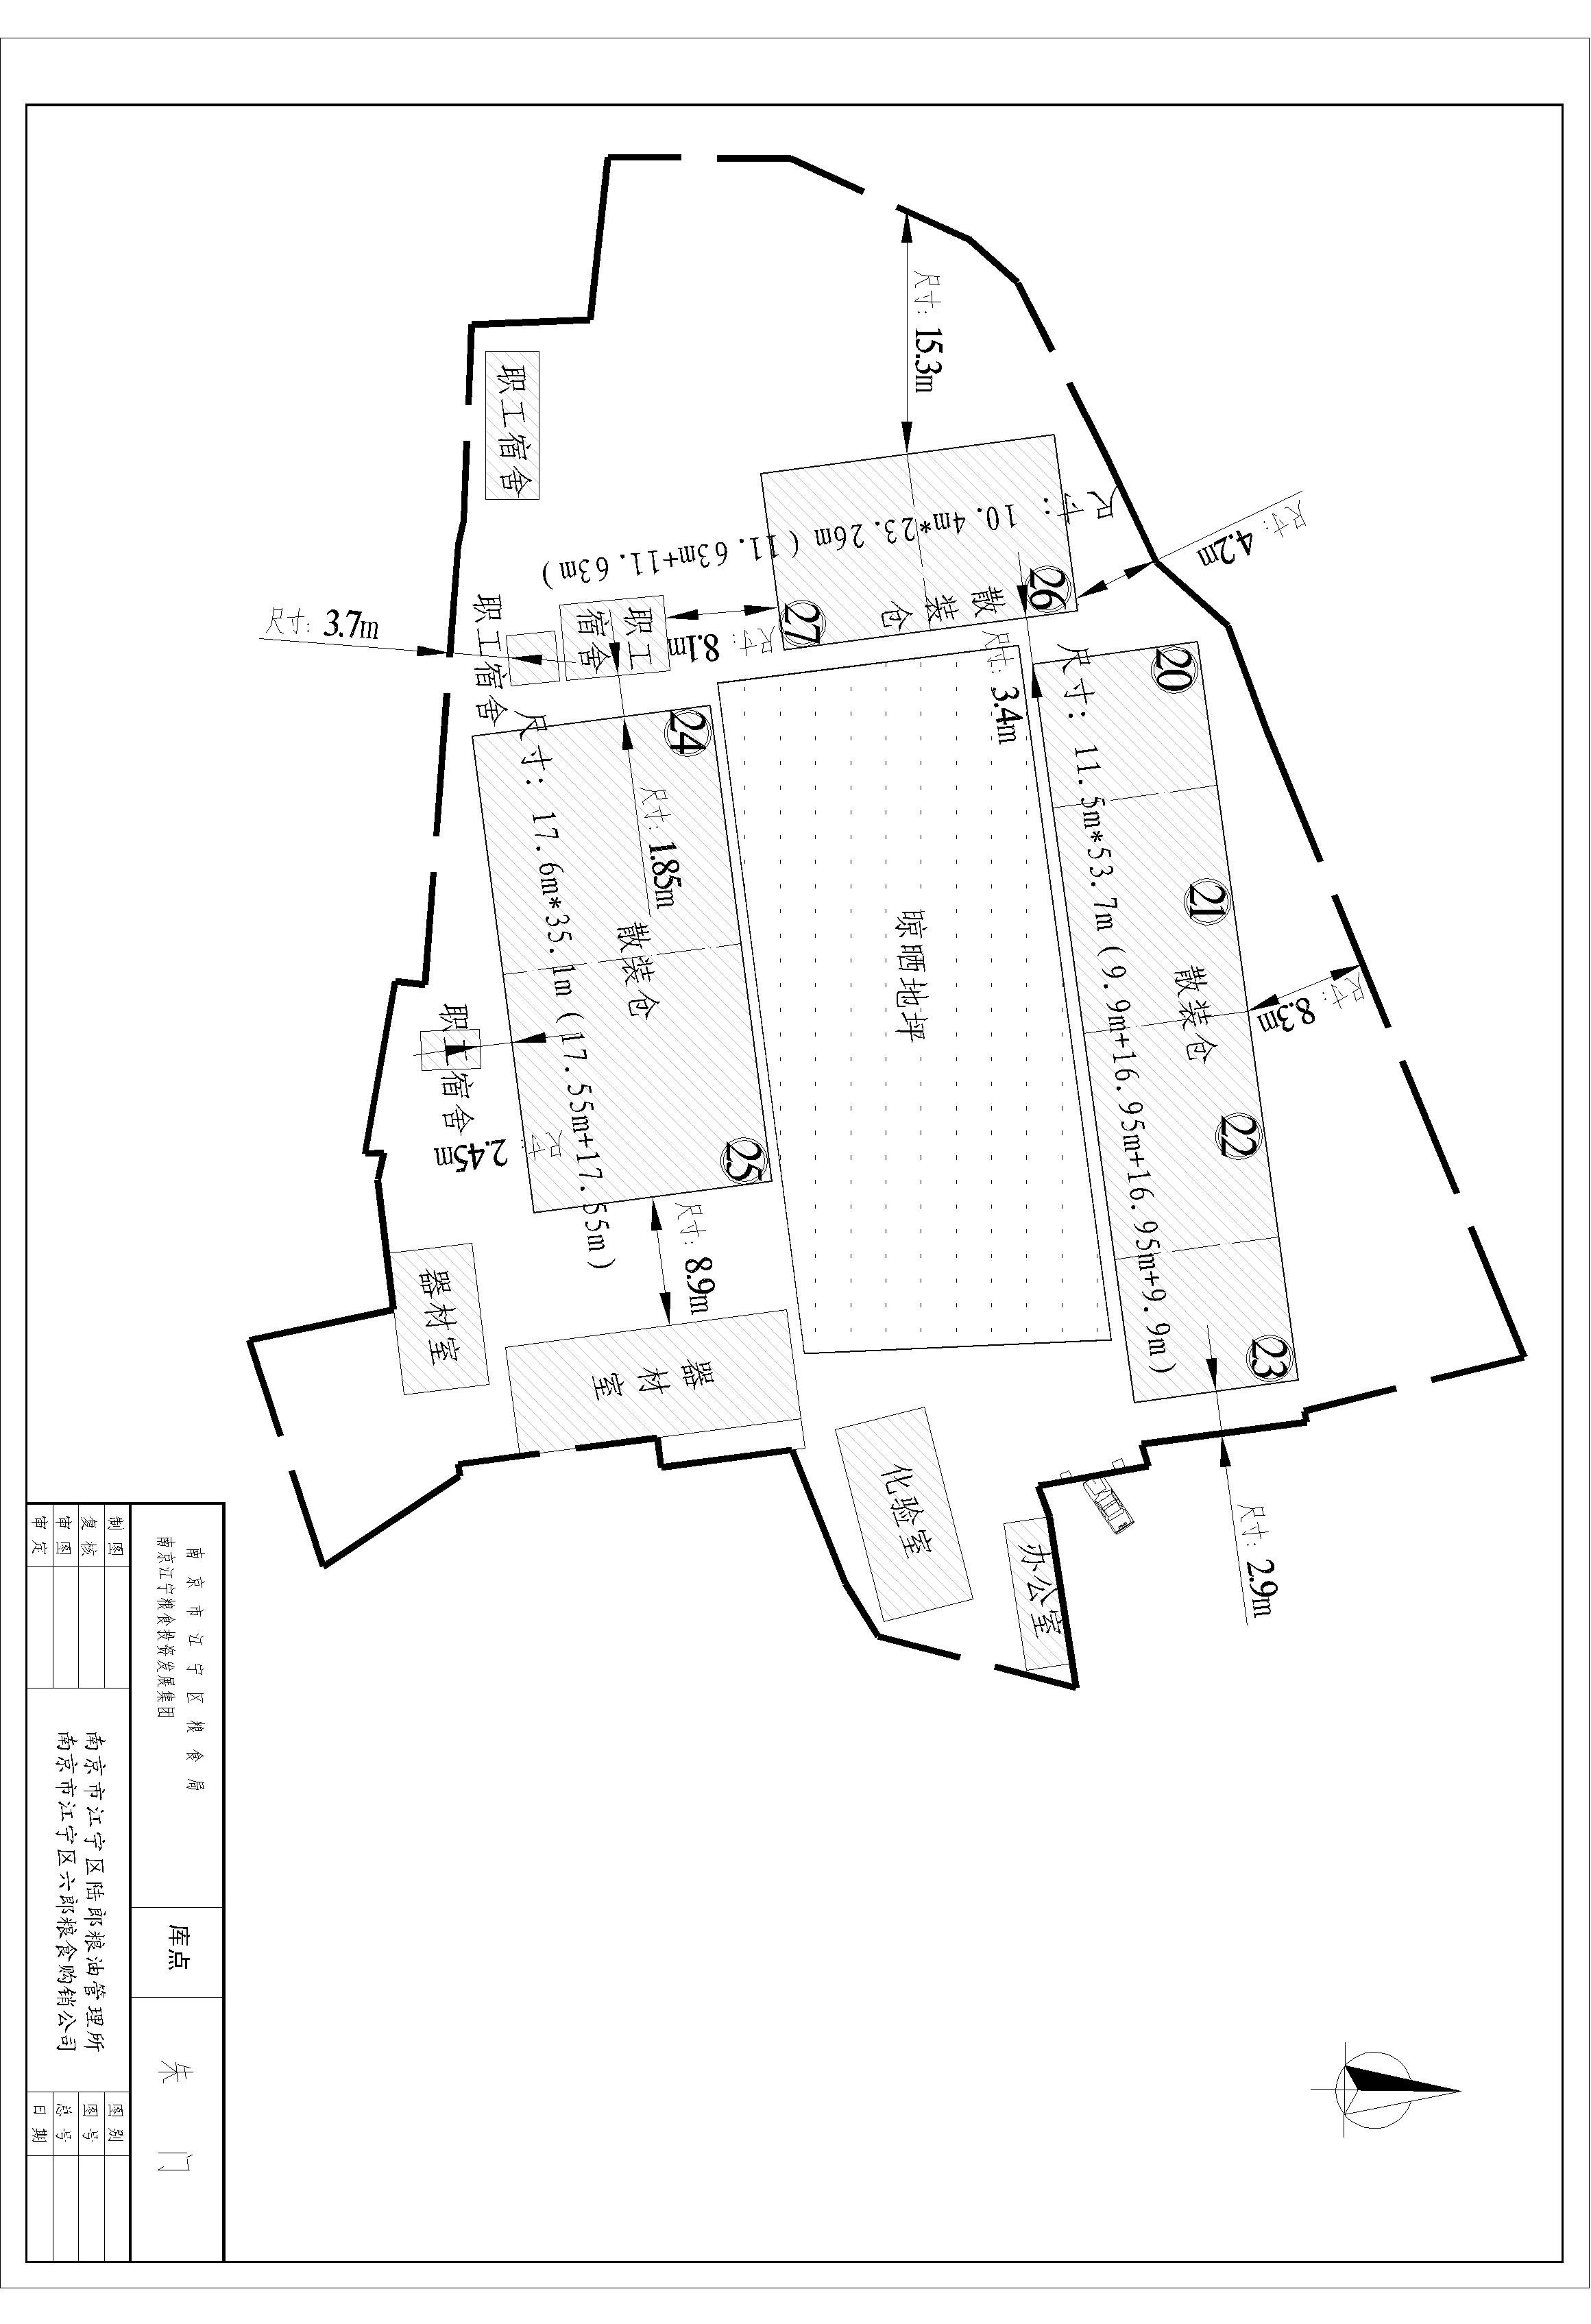 尺寸: 15.3m
尺寸: 4.2m
职工宿舍
尺寸: 10.4m*23.26m(11.63m+11.63m)
散装仓
26
27
尺寸: 3.7m
职工宿舍
职工
宿舍
尺寸: 8.1m
尺寸: 3.4m
20
21
22
23
尺寸: 11.5m*53.7m(9.9m+16.95m+16.95m+9.9m)
散装仓
尺寸: 8.3m
晾晒地坪
24
25
尺寸: 1.85m
尺寸: 17.6m*35.1m(17.55m+17.55m)
散装仓
职工宿舍
尺寸: 2.45m
尺寸: 8.9m
器材室
器材室
化验室
办公室
尺寸: 2.9m
南京市江宁区粮食局
南京江宁粮食投资发展集团
库点
朱门
制图
复核
审图
审定
南京市江宁区陆郎粮油管理所
南京市江宁区六郎粮食购销公司
图别
图号
总号
日期